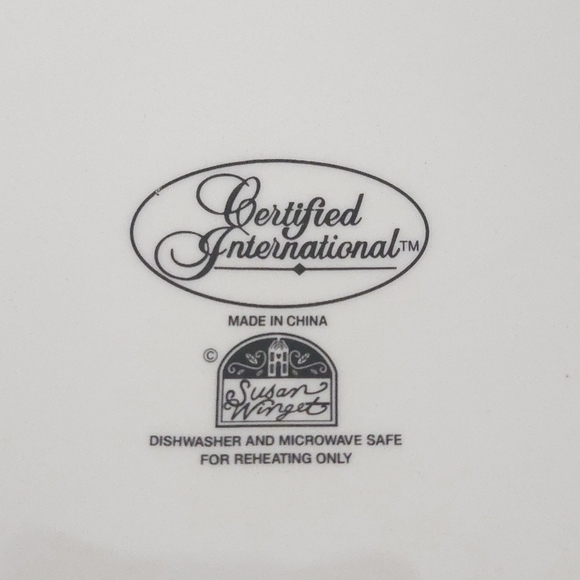 Certified
International™
MADE IN CHINA
©
Susan
Winget
DISHWASHER AND MICROWAVE SAFE
FOR REHEATING ONLY